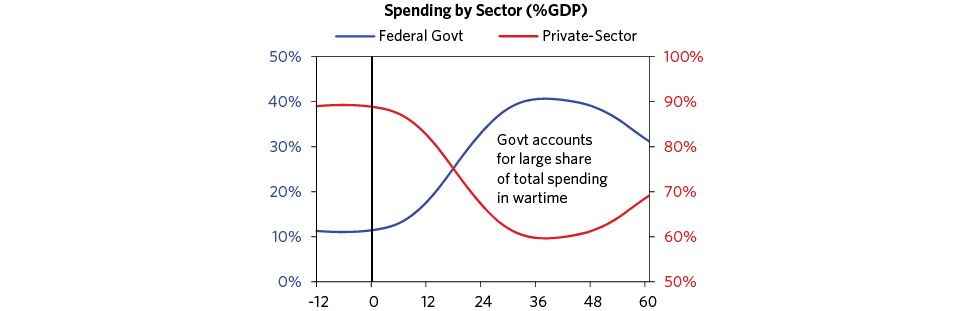 Spending by Sector (%GDP)
Federal Govt Private-Sector
50% 100%
40% 90%
30% 80%
Govt accounts
for large share
of total spending
in wartime
20% 70%
10% 60%
0% 50%
-12 0 12 24 36 48 60